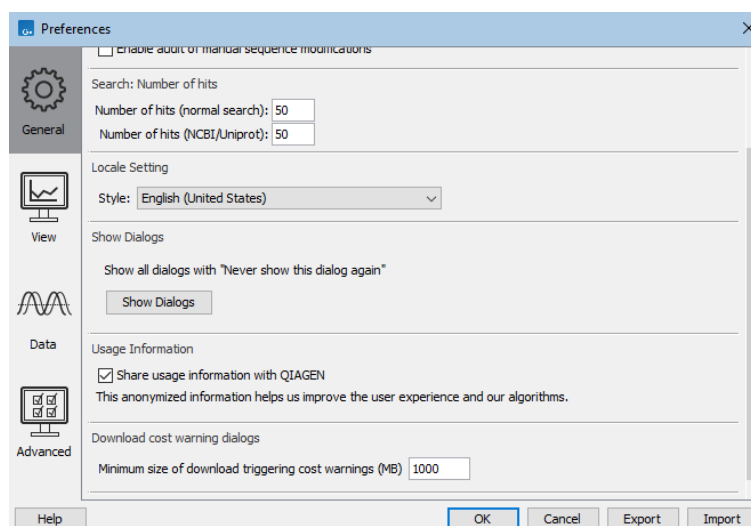 Preferences
Enable audit of manual sequence modifications
Search: Number of hits
General
Number of hits (normal search): 50
Number of hits (NCBI/Uniprot): 50
Locale Setting
Style: English (United States)
View
Show Dialogs
Show all dialogs with "Never show this dialog again"
Show Dialogs
Data
Usage Information
Share usage information with QIAGEN
This anonymized information helps us improve the user experience and our algorithms.
Download cost warning dialogs
Advanced
Minimum size of download triggering cost warnings (MB) 1000
Help OK Cancel Export Import